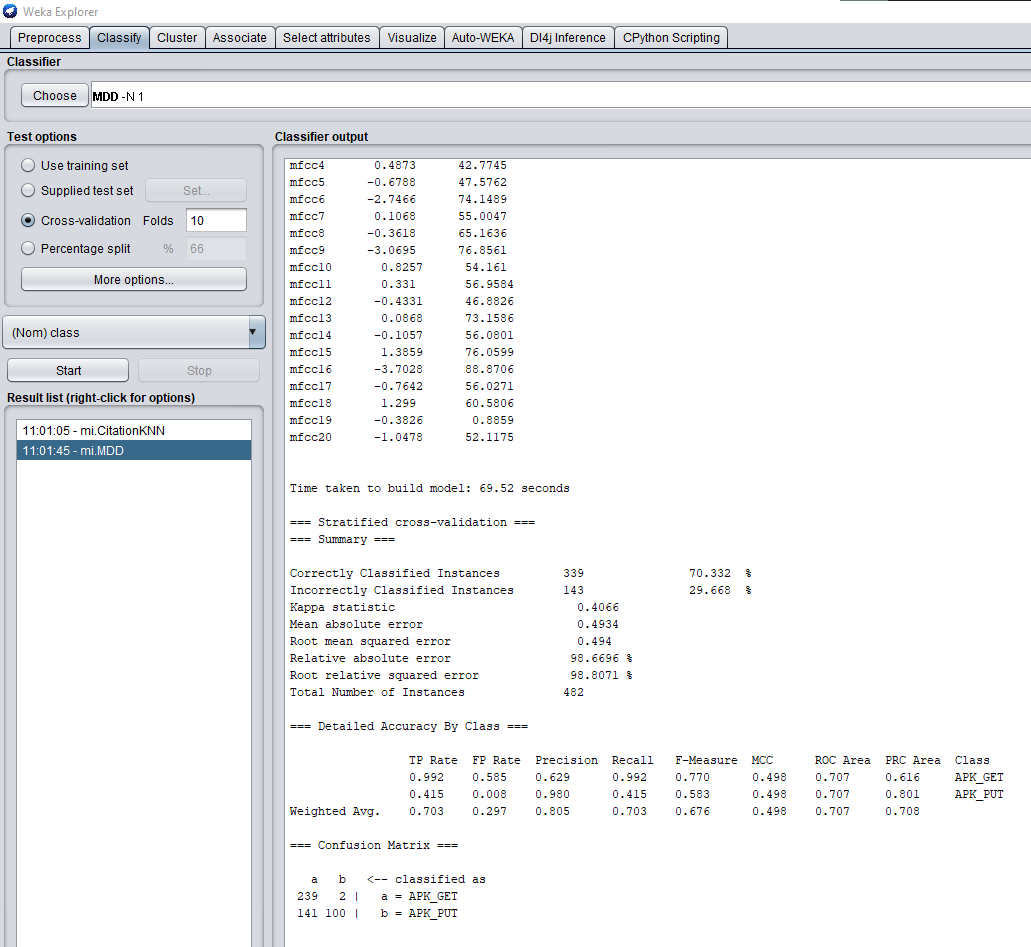 Weka Explorer
Preprocess Classify Cluster Associate Select attributes Visualize Auto-WEKA Dl4j Inference CPython Scripting
Classifier
Choose MDD -N 1
Test options
Use training set
Supplied test set Set...
Cross-validation Folds 10
Percentage split % 66
More options...
(Nom) class
Start Stop
Result list (right-click for options)
11:01:05 - mi.CitationKNN
11:01:45 - mi.MDD
Classifier output
mfcc4 0.4873 42.7745
mfcc5 -0.6788 47.5762
mfcc6 -2.7466 74.1489
mfcc7 0.1068 55.0047
mfcc8 -0.3618 65.1636
mfcc9 -3.0695 76.8561
mfcc10 0.8257 54.161
mfcc11 0.331 56.9584
mfcc12 -0.4331 46.8826
mfcc13 0.0868 73.1586
mfcc14 -0.1057 56.0801
mfcc15 1.3859 76.0599
mfcc16 -3.7028 88.8706
mfcc17 -0.7642 56.0271
mfcc18 1.299 60.5806
mfcc19 -0.3826 0.8859
mfcc20 -1.0478 52.1175
Time taken to build model: 69.52 seconds
=== Stratified cross-validation ===
=== Summary ===
Correctly Classified Instances 339 70.332 %
Incorrectly Classified Instances 143 29.668 %
Kappa statistic 0.4066
Mean absolute error 0.4934
Root mean squared error 0.494
Relative absolute error 98.6696 %
Root relative squared error 98.8071 %
Total Number of Instances 482
=== Detailed Accuracy By Class ===
TP Rate FP Rate Precision Recall F-Measure MCC ROC Area PRC Area Class
0.992 0.585 0.629 0.992 0.770 0.498 0.707 0.616 APK_GET
0.415 0.008 0.980 0.415 0.583 0.498 0.707 0.801 APK_PUT
Weighted Avg. 0.703 0.297 0.805 0.703 0.676 0.498 0.707 0.708
=== Confusion Matrix ===
a b <-- classified as
239 2 | a = APK_GET
141 100 | b = APK_PUT